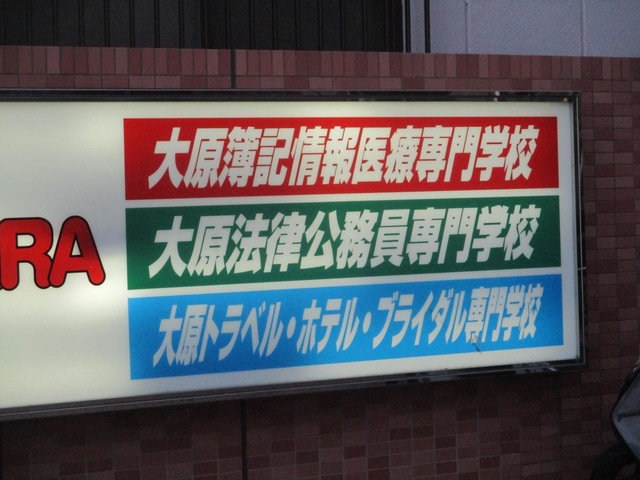 RA
大原簿記情報医療専門学校
大原法律公務員専門学校
大原トラベル・ホテル・ブライダル専門学校